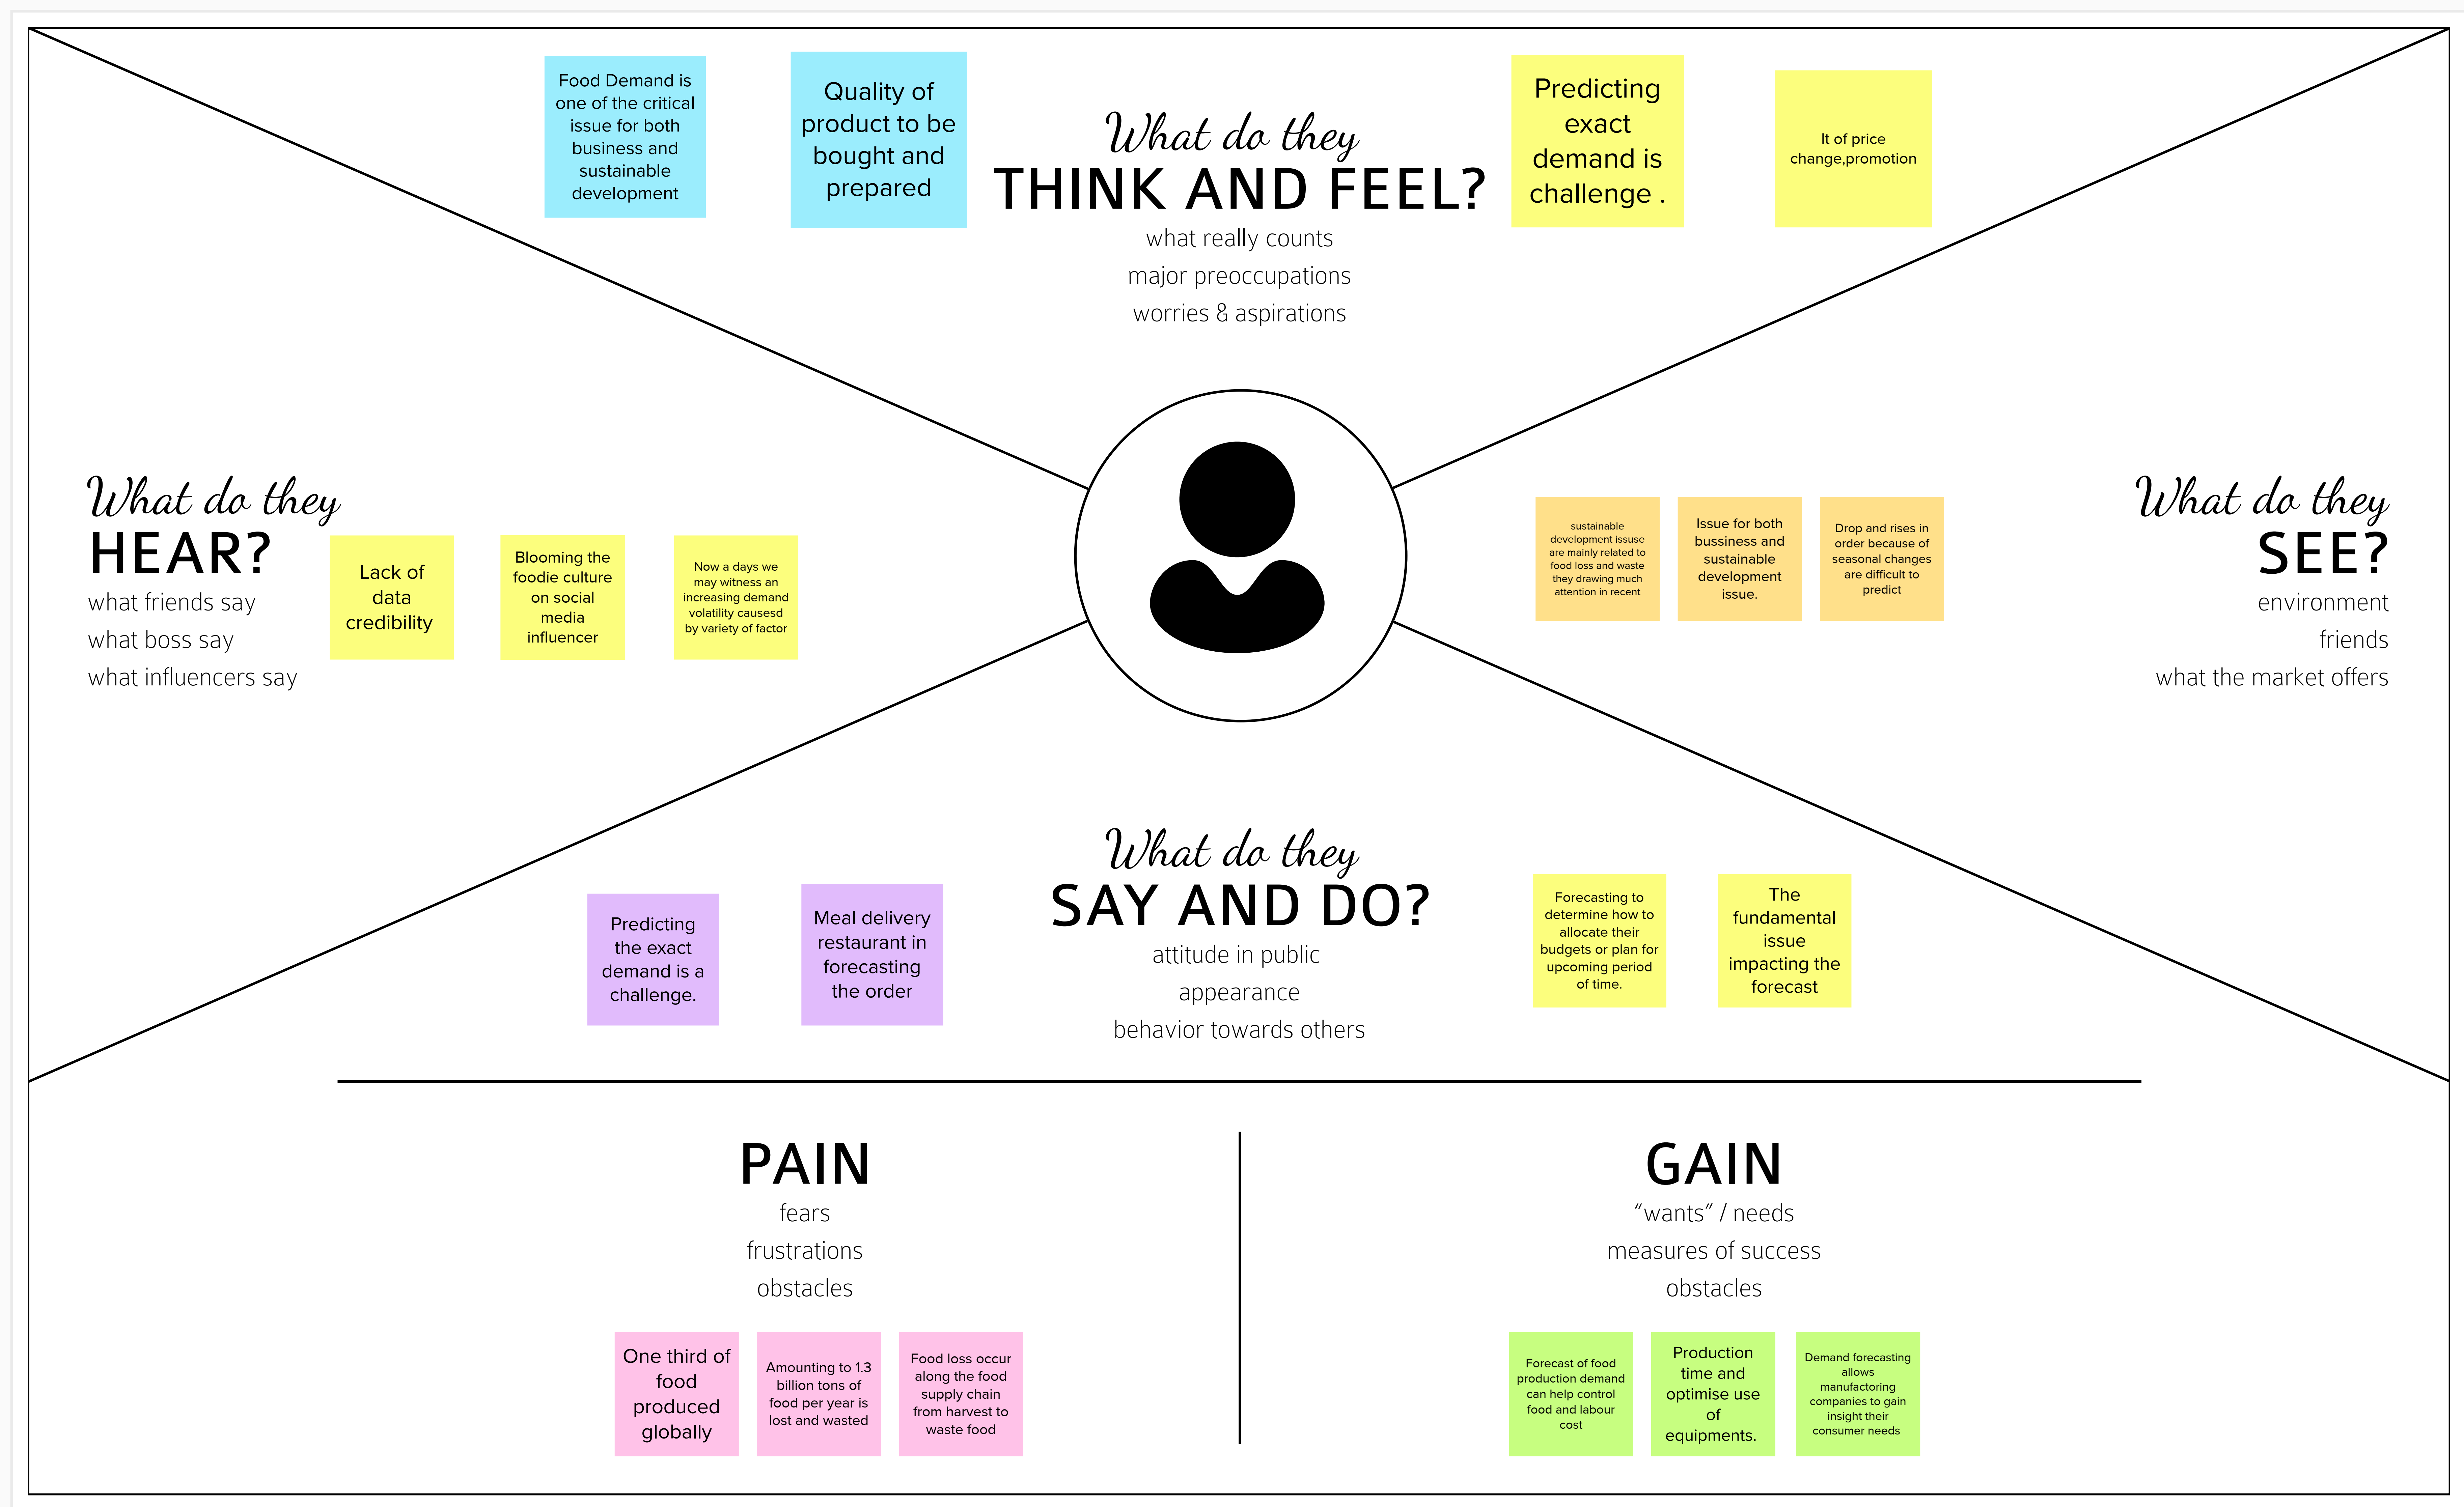 Food Demand is
one of the critical
issue for both
business and
sustainable
development
Quality of
product to be
bought and
prepared
What do they
THINK AND FEEL?
what really counts
major preoccupations
worries & aspirations
Predicting
exact
demand is
challenge .
It of price
change,promotion
What do they
HEAR?
what friends say
what boss say
what influencers say
Lack of
data
credibility
Blooming the
foodie culture
on social
media
influencer
Now a days we
may witness an
increasing demand
volatility causesd
by variety of factor
sustainable
development issuse
are mainly related to
food loss and waste
they drawing much
attention in recent
Issue for both
bussiness and
sustainable
development
issue.
Drop and rises in
order because of
seasonal changes
are difficult to
predict
What do they
SEE?
environment
friends
what the market offers
Predicting
the exact
demand is a
challenge.
Meal delivery
restaurant in
forecasting
the order
What do they
SAY AND DO?
attitude in public
appearance
behavior towards others
Forecasting to
determine how to
allocate their
budgets or plan for
upcoming period
of time.
The
fundamental
issue
impacting the
forecast
PAIN
fears
frustrations
obstacles
One third of
food
produced
globally
Amounting to 1.3
billion tons of
food per year is
lost and wasted
Food loss occur
along the food
supply chain
from harvest to
waste food
GAIN
“wants” / needs
measures of success
obstacles
Forecast of food
production demand
can help control
food and labour
cost
Production
time and
optimise use
of
equipments.
Demand forecasting
allows
manufactoring
companies to gain
insight their
consumer needs